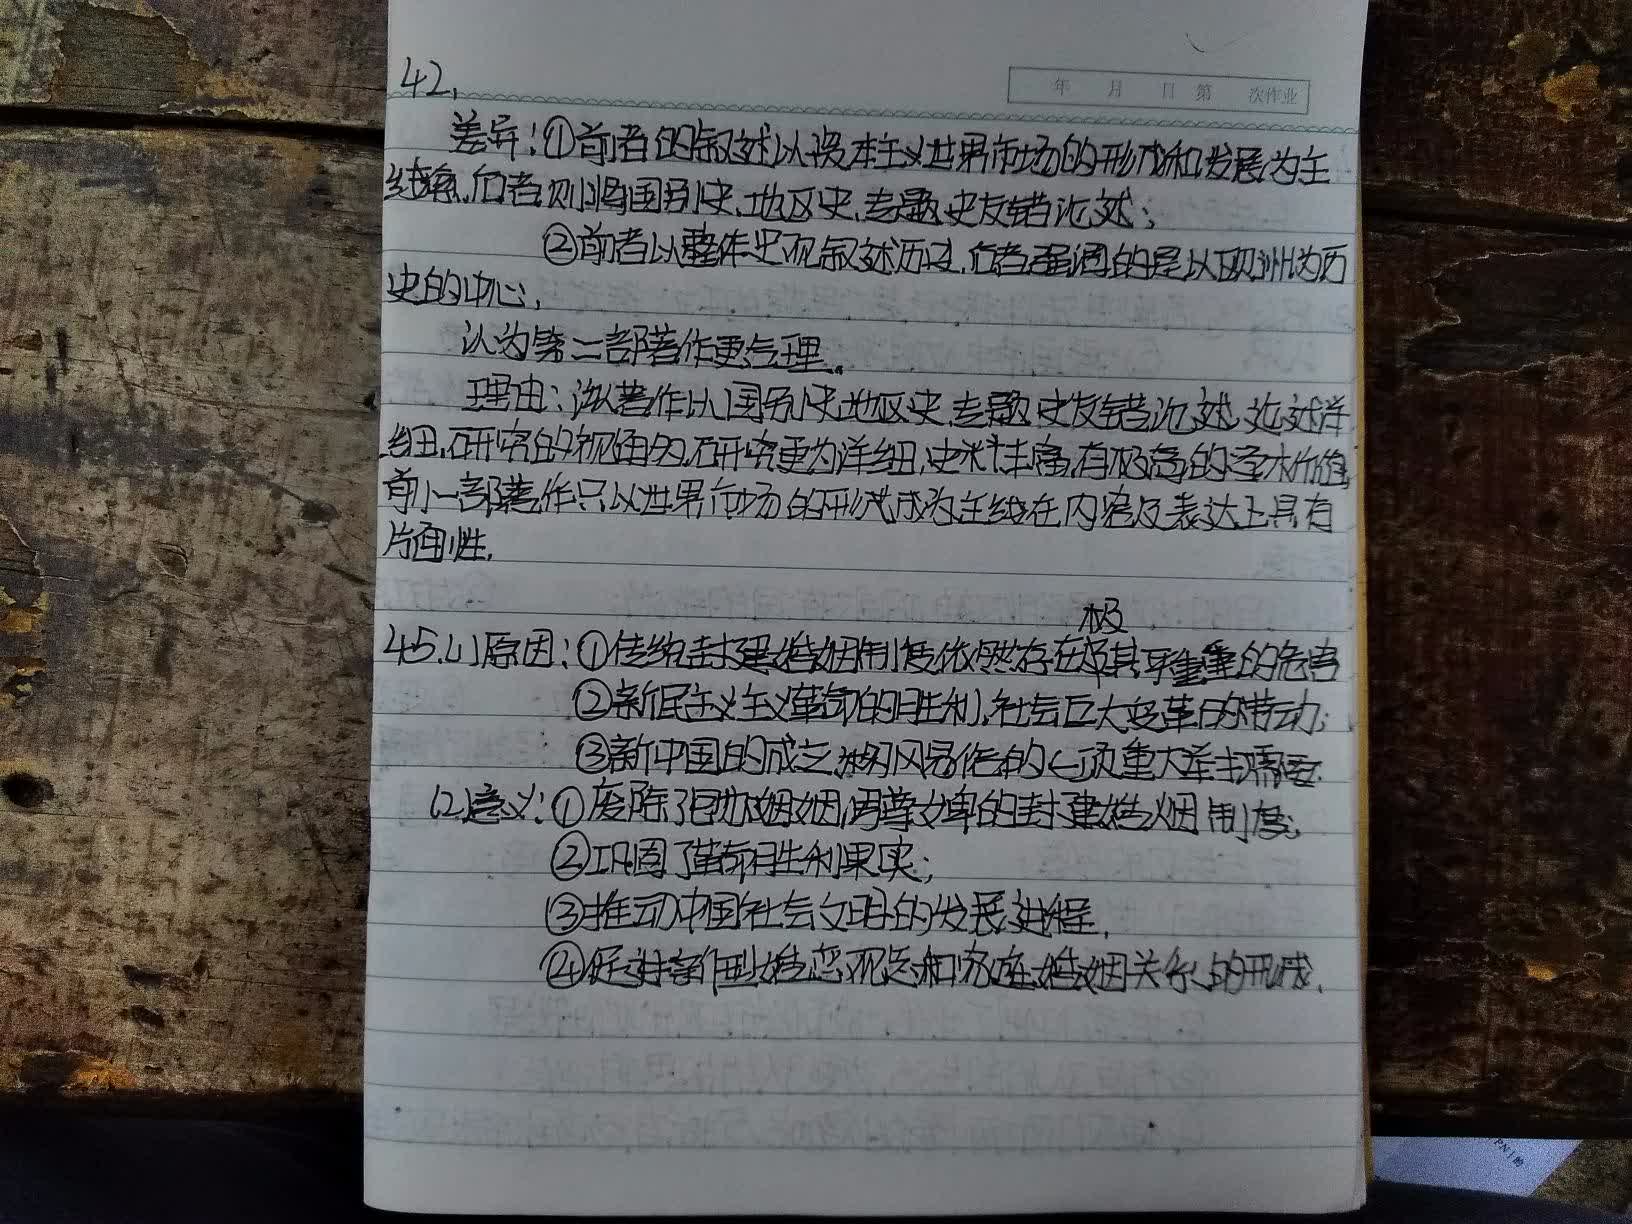 42.
年 月 日 第 次作业
差异:①前者的叙述以资本主义世界市场的形成和发展为主
线索,后者则将国别史、地区史、专题史交错论述;
②前者以整体史观叙述历史,后者强调的是以欧洲为历
史的中心,
认为第二部著作更合理。
理由:该著作以国别史地区史、专题史交错论述,论述详
细,研究的视角多,研究更为详细,史料丰富,有极高的学术价值,
前一部著作只以世界市场的形成成为主线在内容及表达上具有
片面性,
极
45.(1)原因:①传统封建婚姻制度依然存在极其严重的危害
②新民主主义革命的胜利,社会巨大变革的带动;
③新中国的成立,移风易俗的一项重大举措需要.
(2)意义:①废除了包办婚姻,男尊女卑的封建婚姻制度;
②巩固了革命胜利果实;
③推动中国社会文明的发展进程,
④促进新型婚恋观念和家庭婚姻关系的形成,